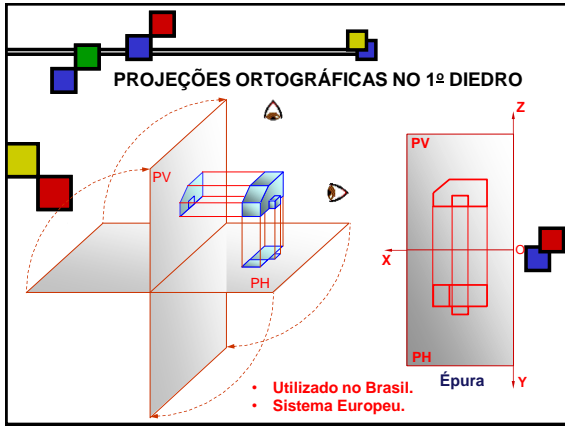 PROJEÇÕES ORTOGRÁFICAS NO 1º DIEDRO
Z
PV
PV
X
O
PH
PH
Épura
Y
• Utilizado no Brasil.
• Sistema Europeu.